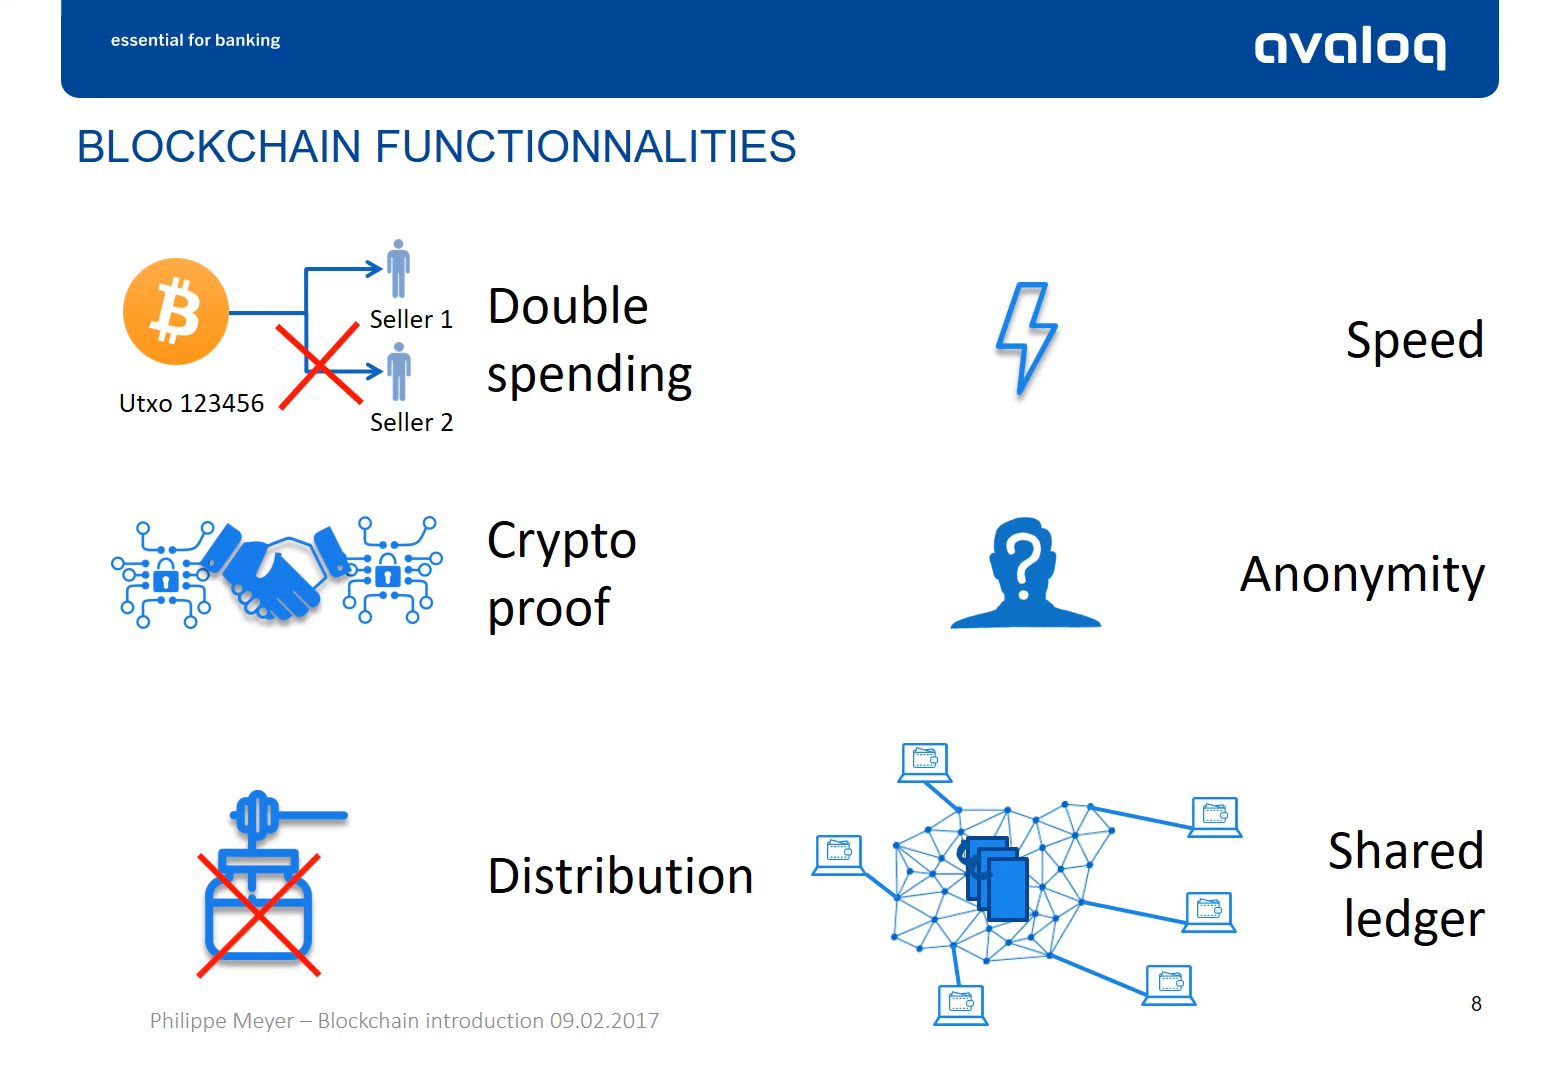 essential for banking
avaloq
BLOCKCHAIN FUNCTIONNALITIES
Seller 1
Utxo 123456
Seller 2
Double
spending
Speed
Crypto
proof
Anonymity
Distribution
Shared
ledger
Philippe Meyer – Blockchain introduction 09.02.2017
8